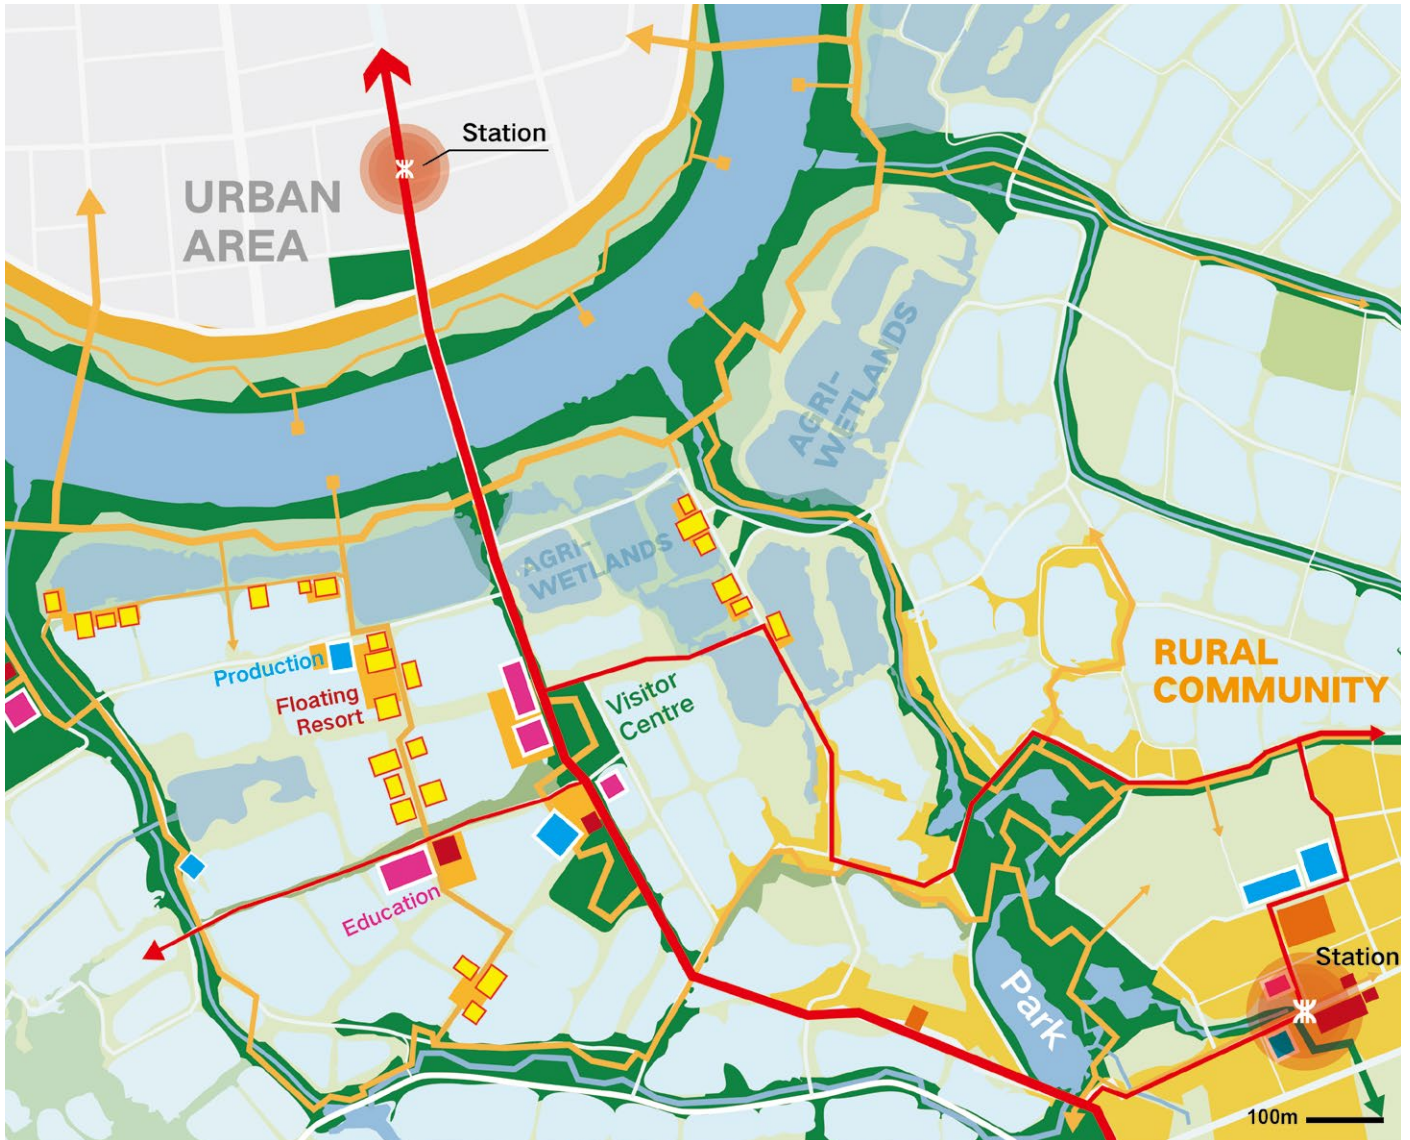 Station
URBAN
AREA
AGRI-
WETLANDS
AGRI-
WETLANDS
Production
Floating
Resort
Visitor
Centre
RURAL
COMMUNITY
Education
Station
Park
100m